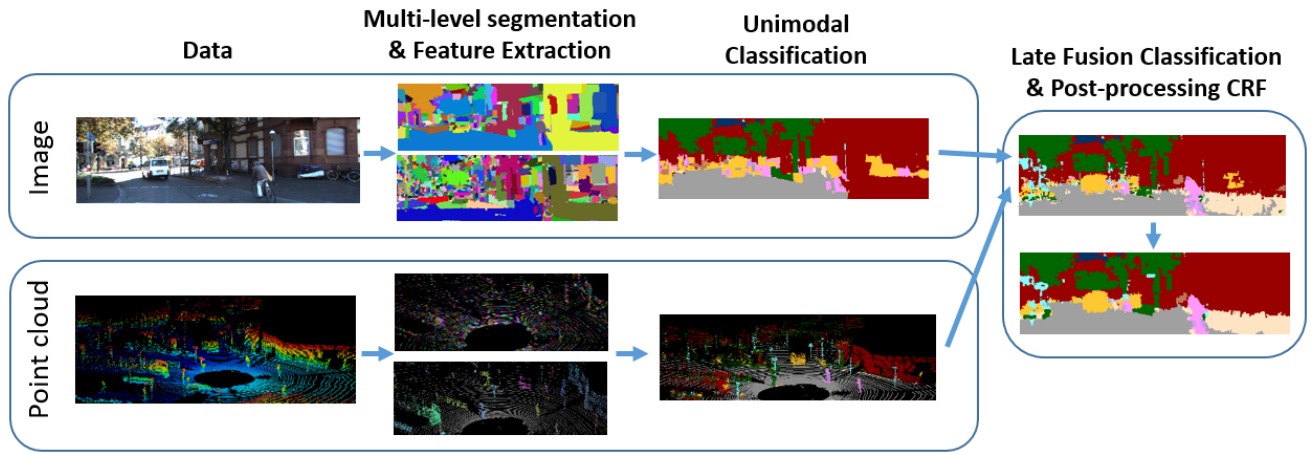 Data
Multi-level segmentation
& Feature Extraction
Unimodal
Classification
Late Fusion Classification
& Post-processing CRF
Image
Point cloud